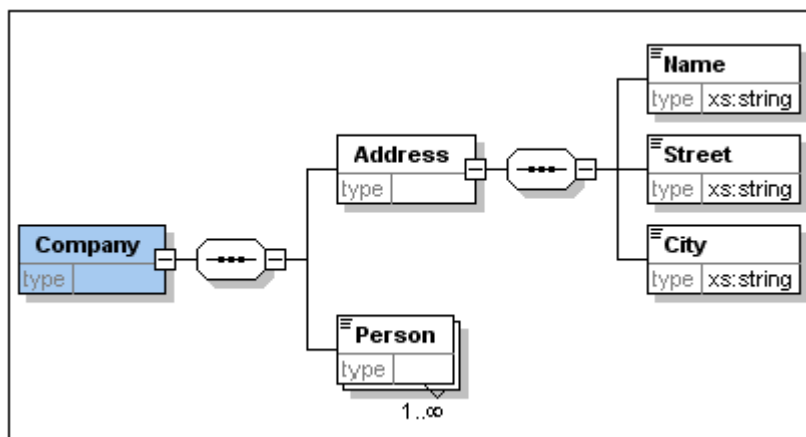 Name
type xs:string
Address
type
Street
type xs:string
Company
type
City
type xs:string
Person
type
1..∞